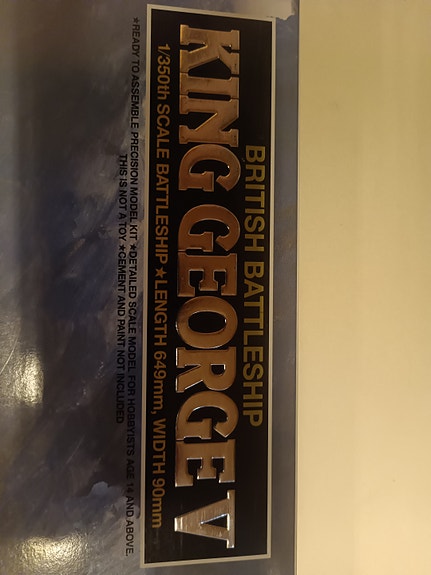 BRITISH BATTLESHIP
KING GEORGE V
1/350th SCALE BATTLESHIP ★LENGTH 649mm, WIDTH 90mm
★READY TO ASSEMBLE PRECISION MODEL KIT ★DETAILED SCALE MODEL FOR HOBBYISTS AGE 14 AND ABOVE.
THIS IS NOT A TOY ★CEMENT AND PAINT NOT INCLUDED